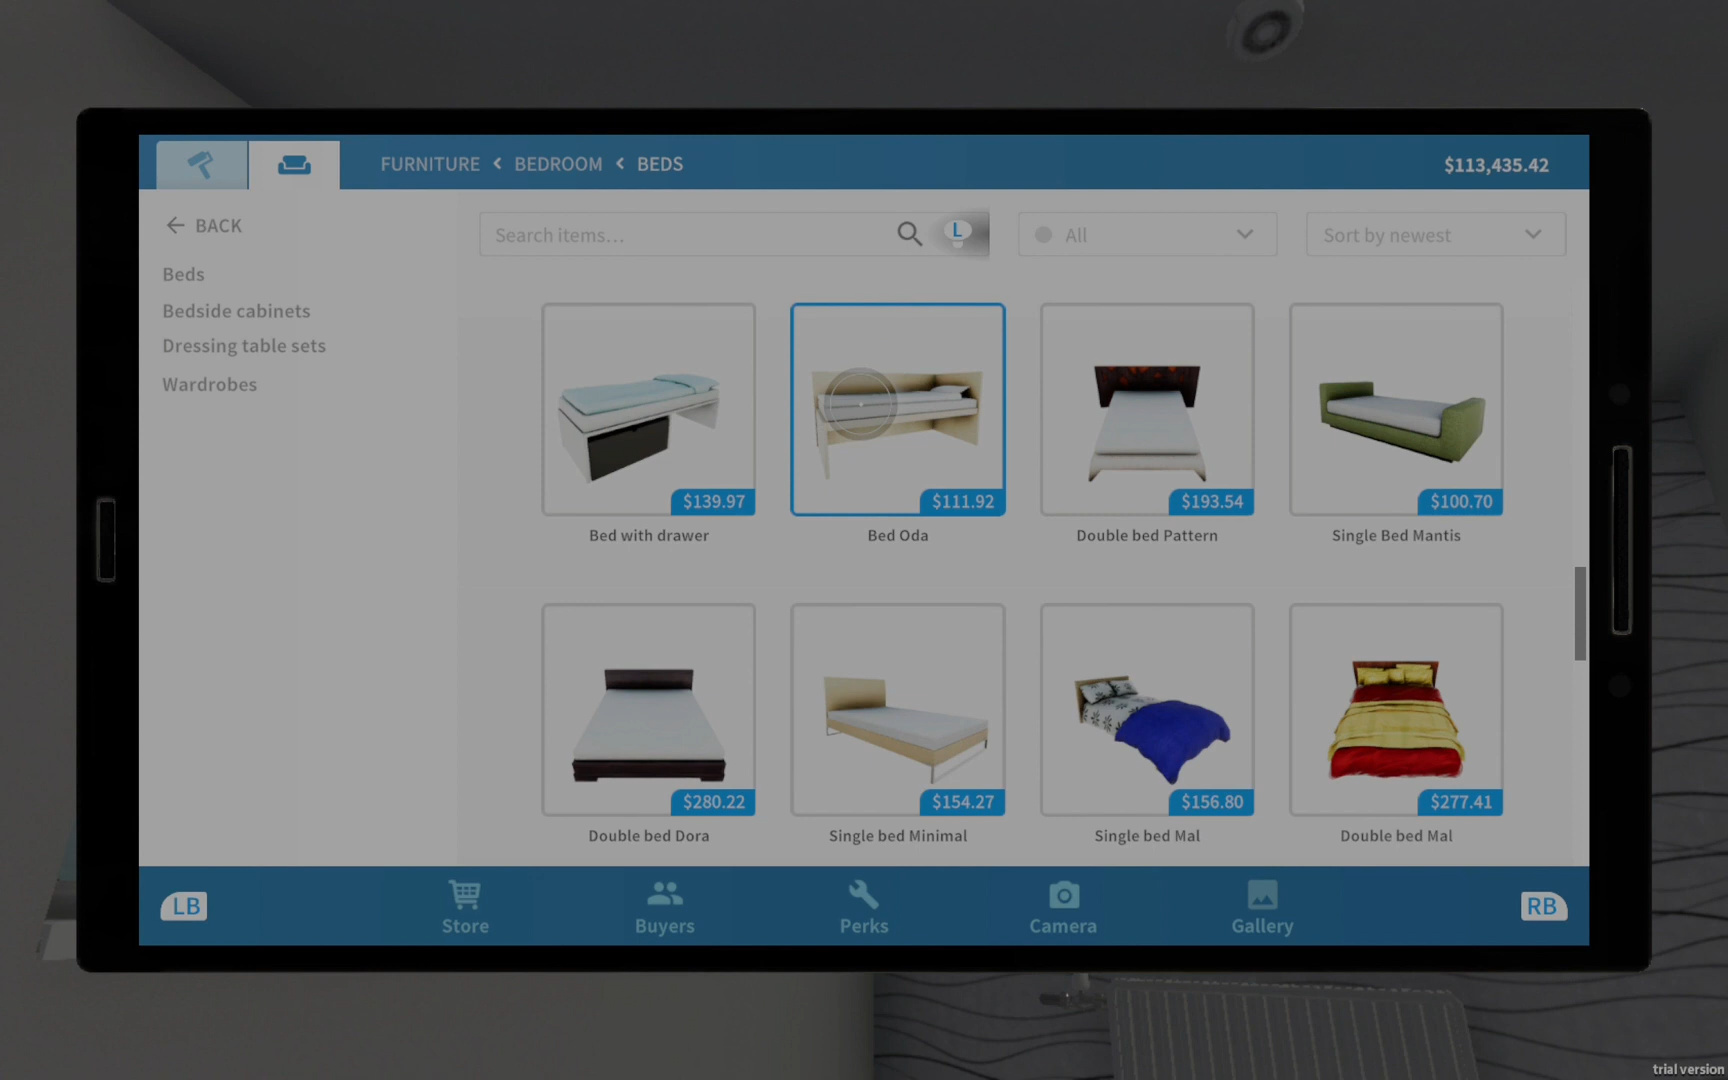 FURNITURE < BEDROOM < BEDS
$113,435.42
BACK
Beds
Bedside cabinets
Dressing table sets
Wardrobes
Search items...
L
All
Sort by newest
$139.97
Bed with drawer
$111.92
Bed Oda
$193.54
Double bed Pattern
$100.70
Single Bed Mantis
$280.22
Double bed Dora
$154.27
Single bed Minimal
$156.80
Single bed Mal
$277.41
Double bed Mal
LB
Store
Buyers
Perks
Camera
Gallery
RB
trial version